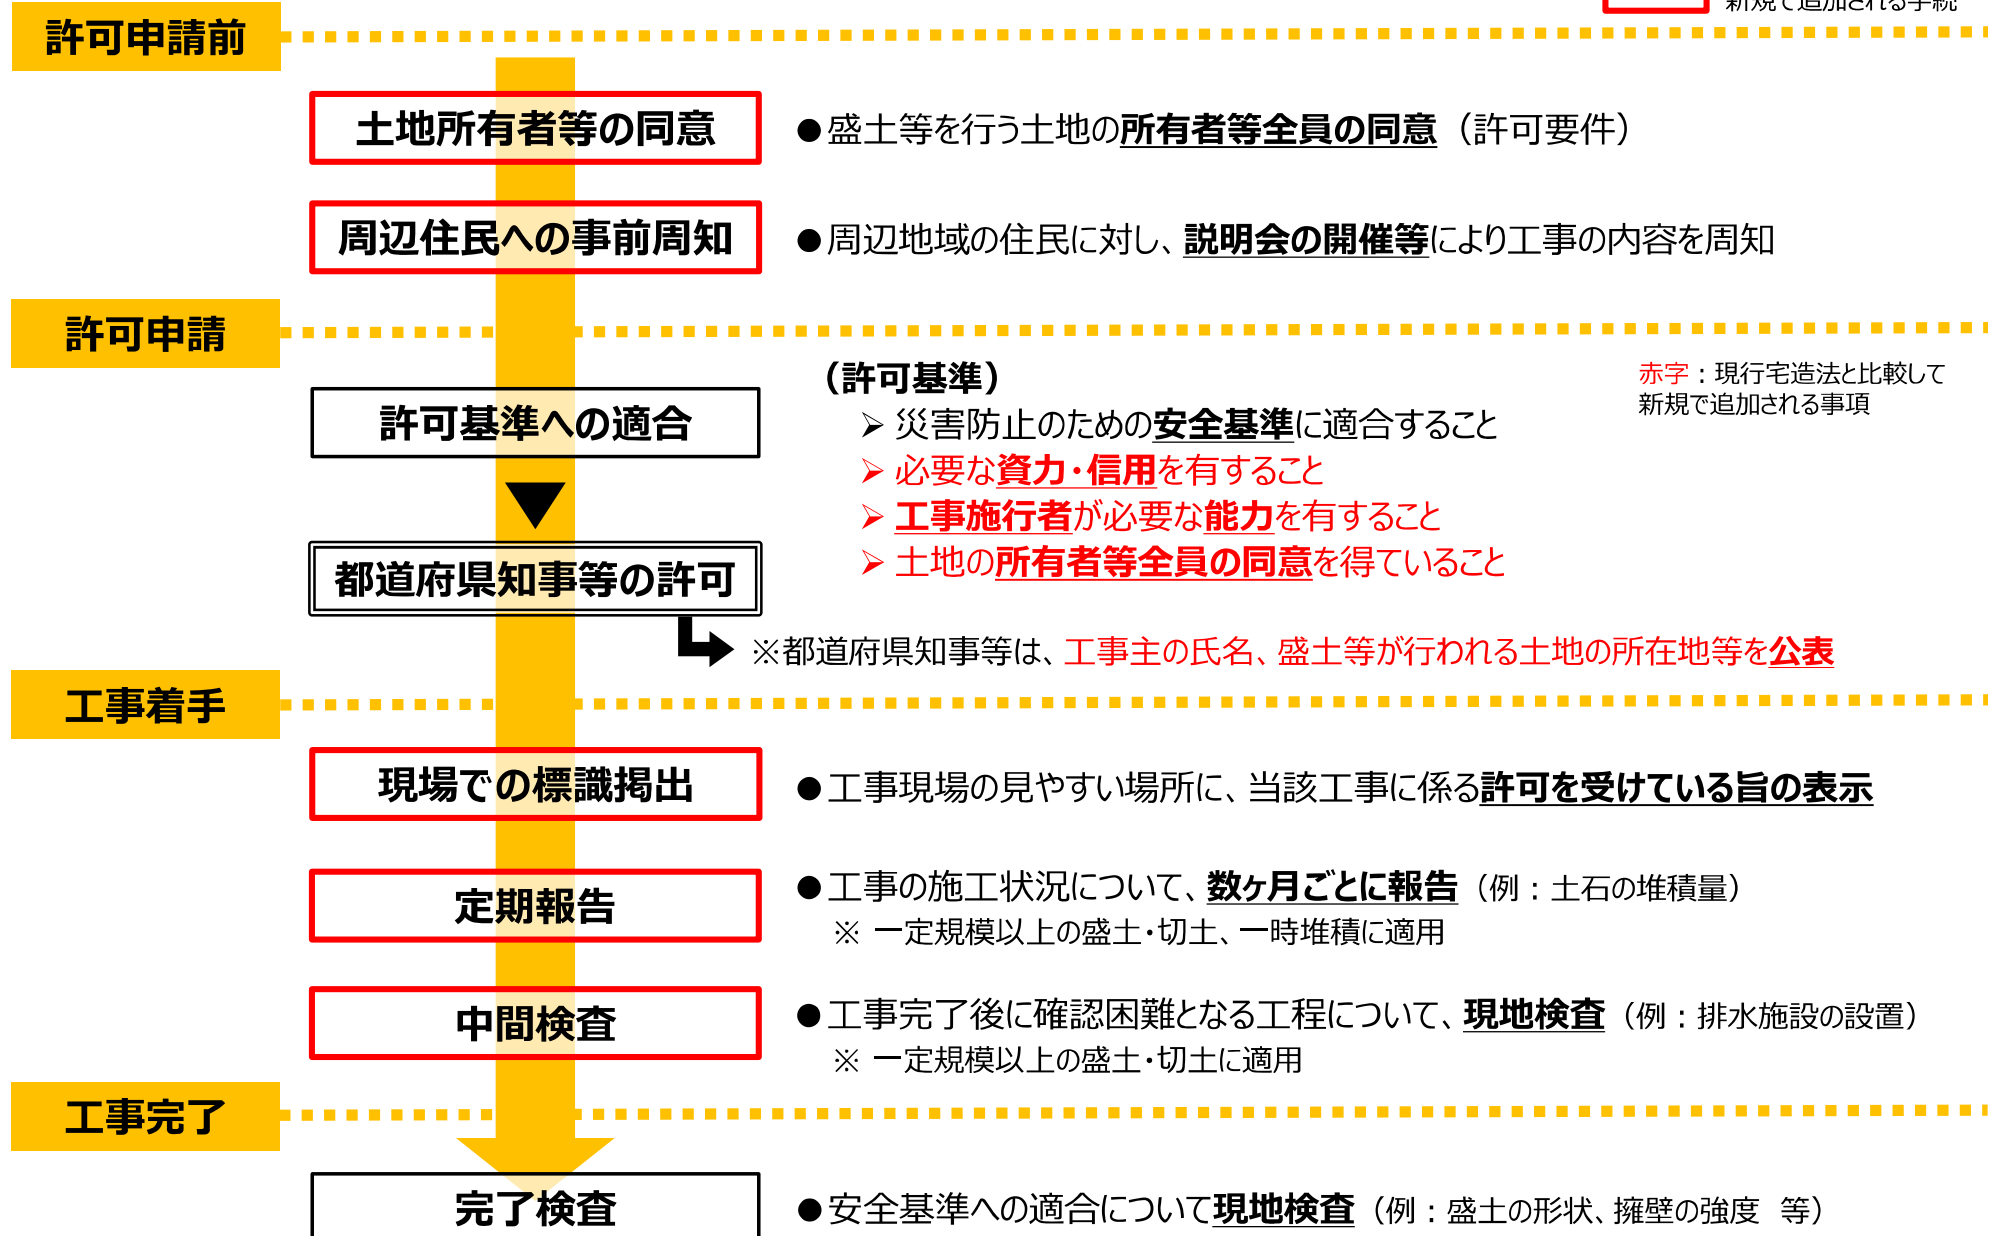 新規で追加される手続
許可申請前
土地所有者等の同意
●盛土等を行う土地の所有者等全員の同意（許可要件）
周辺住民への事前周知
●周辺地域の住民に対し、説明会の開催等により工事の内容を周知
許可申請
（許可基準）
赤字：現行宅造法と比較して
新規で追加される事項
許可基準への適合
➢ 災害防止のための安全基準に適合すること
➢ 必要な資力・信用を有すること
➢ 工事施行者が必要な能力を有すること
➢ 土地の所有者等全員の同意を得ていること
都道府県知事等の許可
※都道府県知事等は、工事主の氏名、盛土等が行われる土地の所在地等を公表
工事着手
現場での標識掲出
●工事現場の見やすい場所に、当該工事に係る許可を受けている旨の表示
定期報告
●工事の施工状況について、数ヶ月ごとに報告（例：土石の堆積量）
※ 一定規模以上の盛土・切土、一時堆積に適用
中間検査
●工事完了後に確認困難となる工程について、現地検査（例：排水施設の設置）
※ 一定規模以上の盛土・切土に適用
工事完了
完了検査
●安全基準への適合について現地検査（例：盛土の形状、擁壁の強度 等）